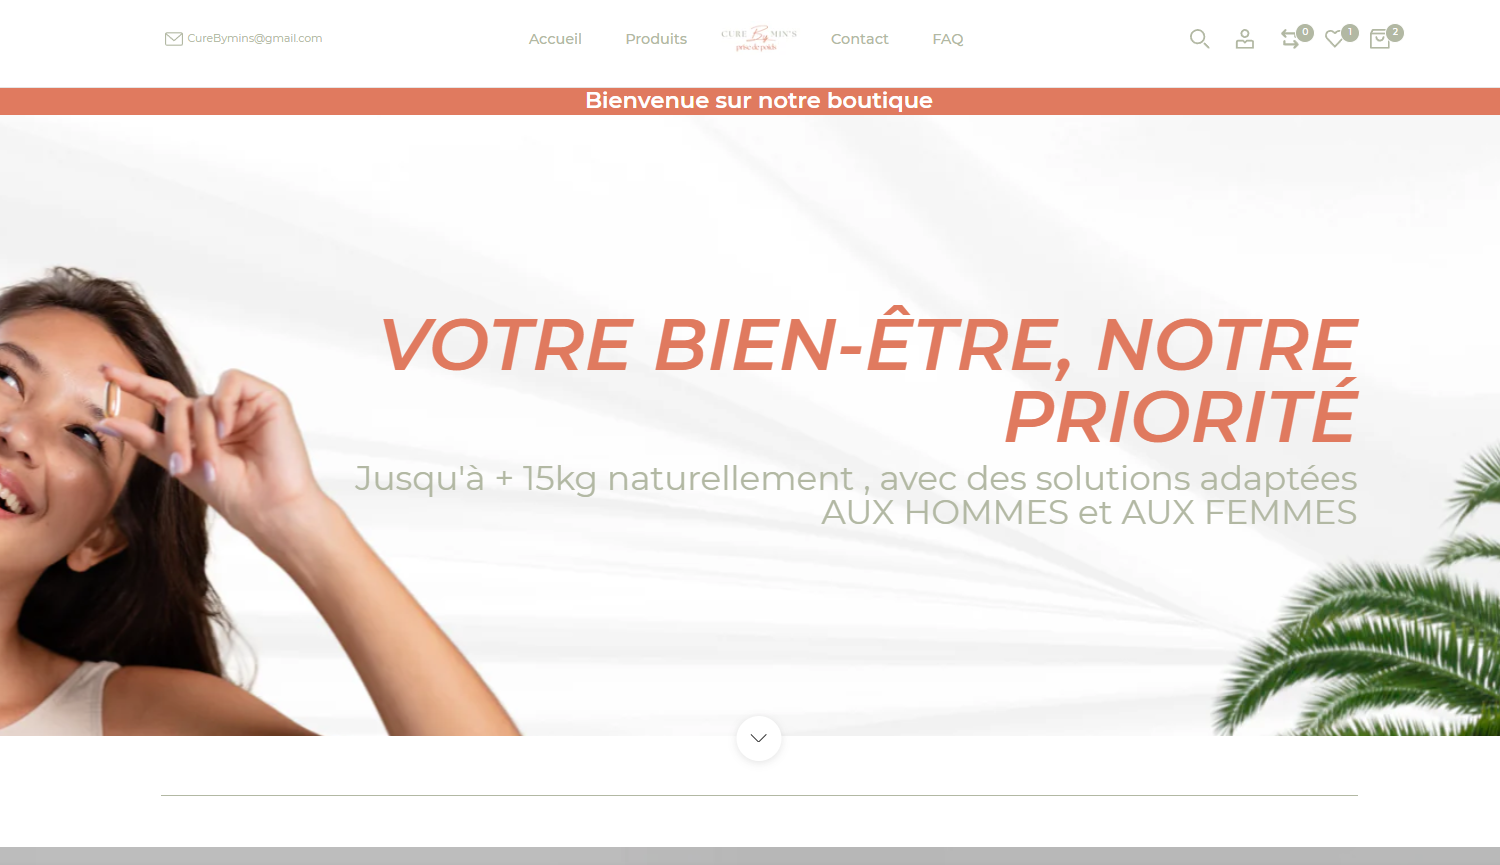 CureBymins@gmail.com
Accueil
Produits
CURE By MIN'S
prise de poids
Contact
FAQ
0
1
2
Bienvenue sur notre boutique
VOTRE BIEN-ÊTRE, NOTRE
PRIORITÉ
Jusqu'à + 15kg naturellement , avec des solutions adaptées
AUX HOMMES et AUX FEMMES